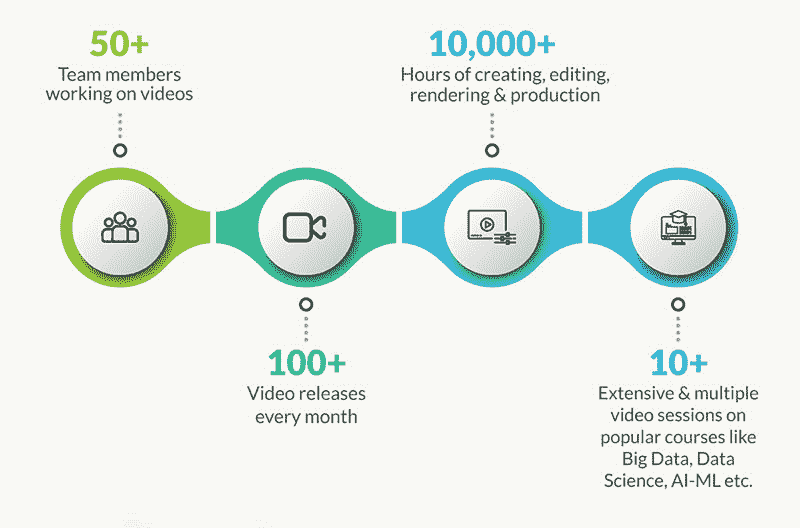 50+
Team members
working on videos
10,000+
Hours of creating, editing,
rendering & production
100+
Video releases
every month
10+
Extensive & multiple
video sessions on
popular courses like
Big Data, Data
Science, AI-ML etc.